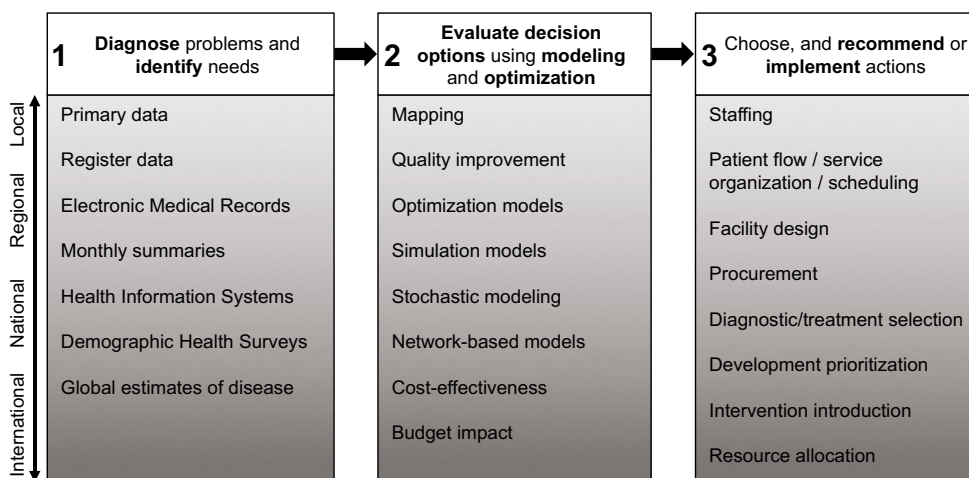 1 Diagnose problems and
identify needs
2 Evaluate decision
options using modeling
and optimization
3 Choose, and recommend or
implement actions
Local
Regional
National
International
Primary data
Register data
Electronic Medical Records
Monthly summaries
Health Information Systems
Demographic Health Surveys
Global estimates of disease
Mapping
Quality improvement
Optimization models
Simulation models
Stochastic modeling
Network-based models
Cost-effectiveness
Budget impact
Staffing
Patient flow / service
organization / scheduling
Facility design
Procurement
Diagnostic/treatment selection
Development prioritization
Intervention introduction
Resource allocation